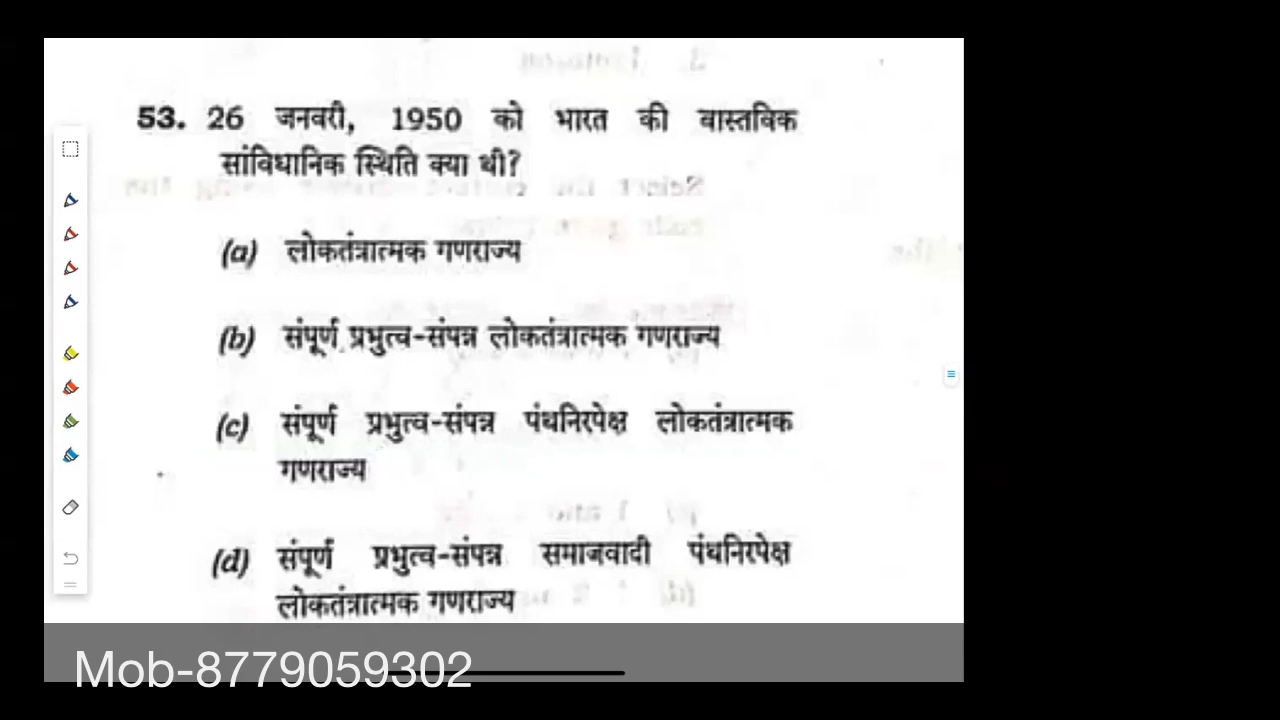 53. 26 जनवरी, 1950 को भारत की वास्तविक
सांविधानिक स्थिति क्या थी?
(a) लोकतंत्रात्मक गणराज्य
(b) संपूर्ण प्रभुत्व-संपन्न लोकतंत्रात्मक गणराज्य
(c) संपूर्ण प्रभुत्व-संपन्न पंथनिरपेक्ष लोकतंत्रात्मक
गणराज्य
(d) संपूर्ण प्रभुत्व-संपन्न समाजवादी पंथनिरपेक्ष
लोकतंत्रात्मक गणराज्य
Mob-8779059302